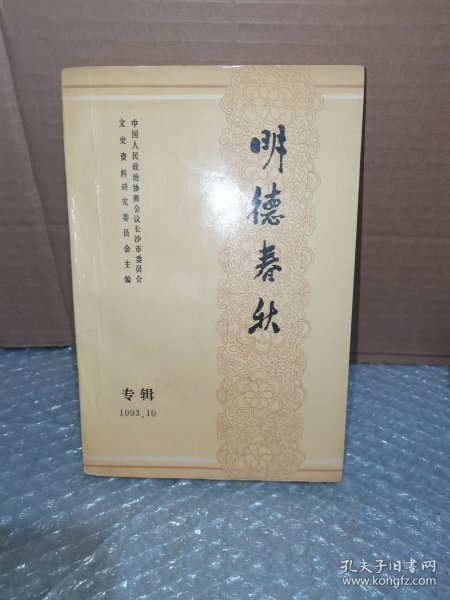 明德春秋
中国人民政治协商会议长沙市委员会
文史资料研究委员会主编
专辑
1993,10
孔夫子旧书网
www.kongfz.com